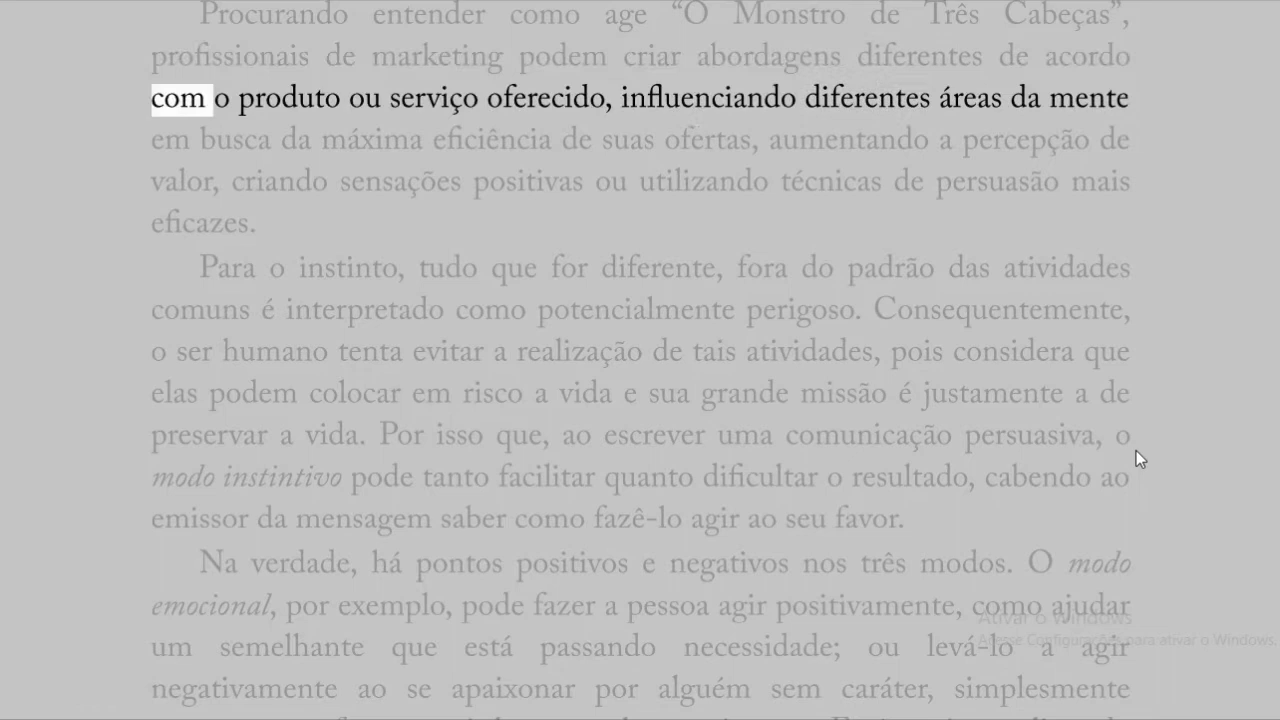 Procurando entender como age “O Monstro de Três Cabeças”,
profissionais de marketing podem criar abordagens diferentes de acordo
com o produto ou serviço oferecido, influenciando diferentes áreas da mente
em busca da máxima eficiência de suas ofertas, aumentando a percepção de
valor, criando sensações positivas ou utilizando técnicas de persuasão mais
eficazes.
Para o instinto, tudo que for diferente, fora do padrão das atividades
comuns é interpretado como potencialmente perigoso. Consequentemente,
o ser humano tenta evitar a realização de tais atividades, pois considera que
elas podem colocar em risco a vida e sua grande missão é justamente a de
preservar a vida. Por isso que, ao escrever uma comunicação persuasiva, o
modo instintivo pode tanto facilitar quanto dificultar o resultado, cabendo ao
emissor da mensagem saber como fazê-lo agir ao seu favor.
Na verdade, há pontos positivos e negativos nos três modos. O modo
emocional, por exemplo, pode fazer a pessoa agir positivamente, como ajudar
um semelhante que está passando necessidade; ou levá-lo a agir
negativamente ao se apaixonar por alguém sem caráter, simplesmente
Ativar o Windows
Acesse Configurações para ativar o Windows.